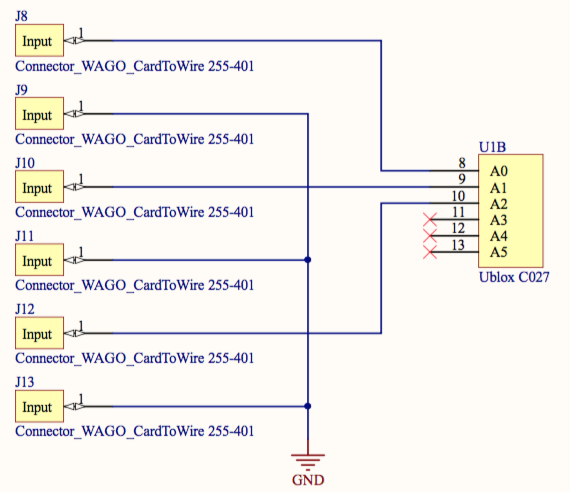 J8
Input 1
Connector_WAGO_CardToWire 255-401
J9
Input 1
Connector_WAGO_CardToWire 255-401
J10
Input 1
Connector_WAGO_CardToWire 255-401
J11
Input 1
Connector_WAGO_CardToWire 255-401
J12
Input 1
Connector_WAGO_CardToWire 255-401
J13
Input 1
Connector_WAGO_CardToWire 255-401
GND
U1B
8 A0
9 A1
10 A2
11 A3
12 A4
13 A5
Ublox C027